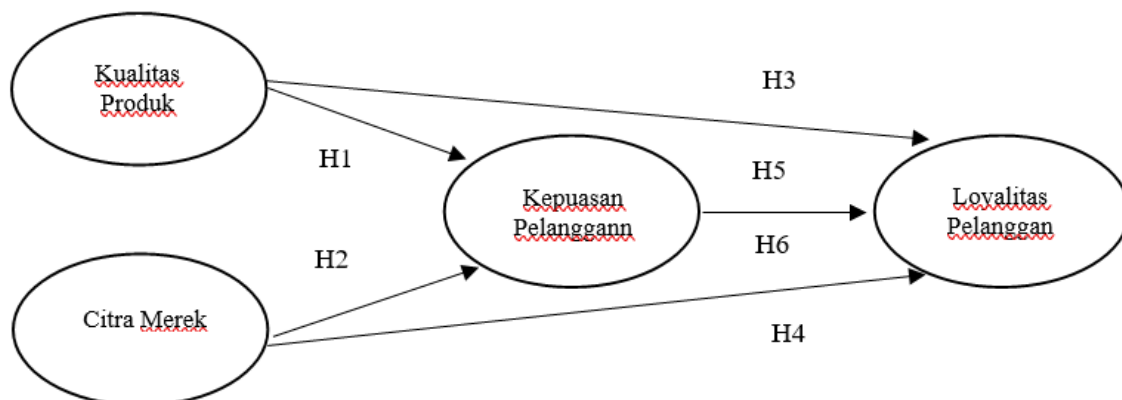 Kualitas
Produk
H3
H1
H5
Kepuasan
Pelanggann
Loyalitas
Pelanggan
H6
H2
Citra Merek
H4